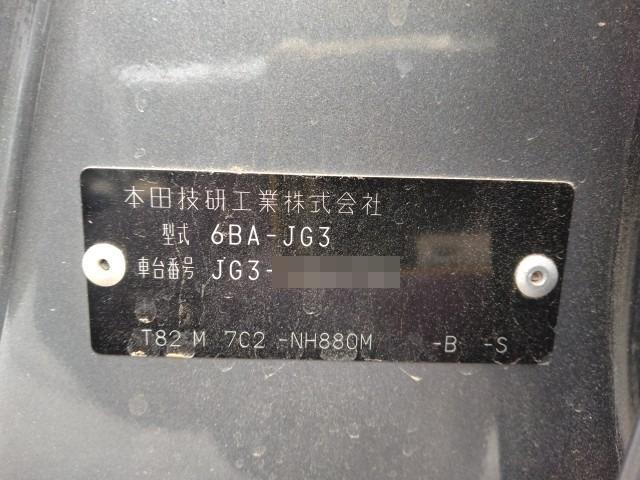 本田技研工業株式会社
型式 6BA-JG3
車台番号 JG3-
T82 M 7C2 -NH880M -B -S